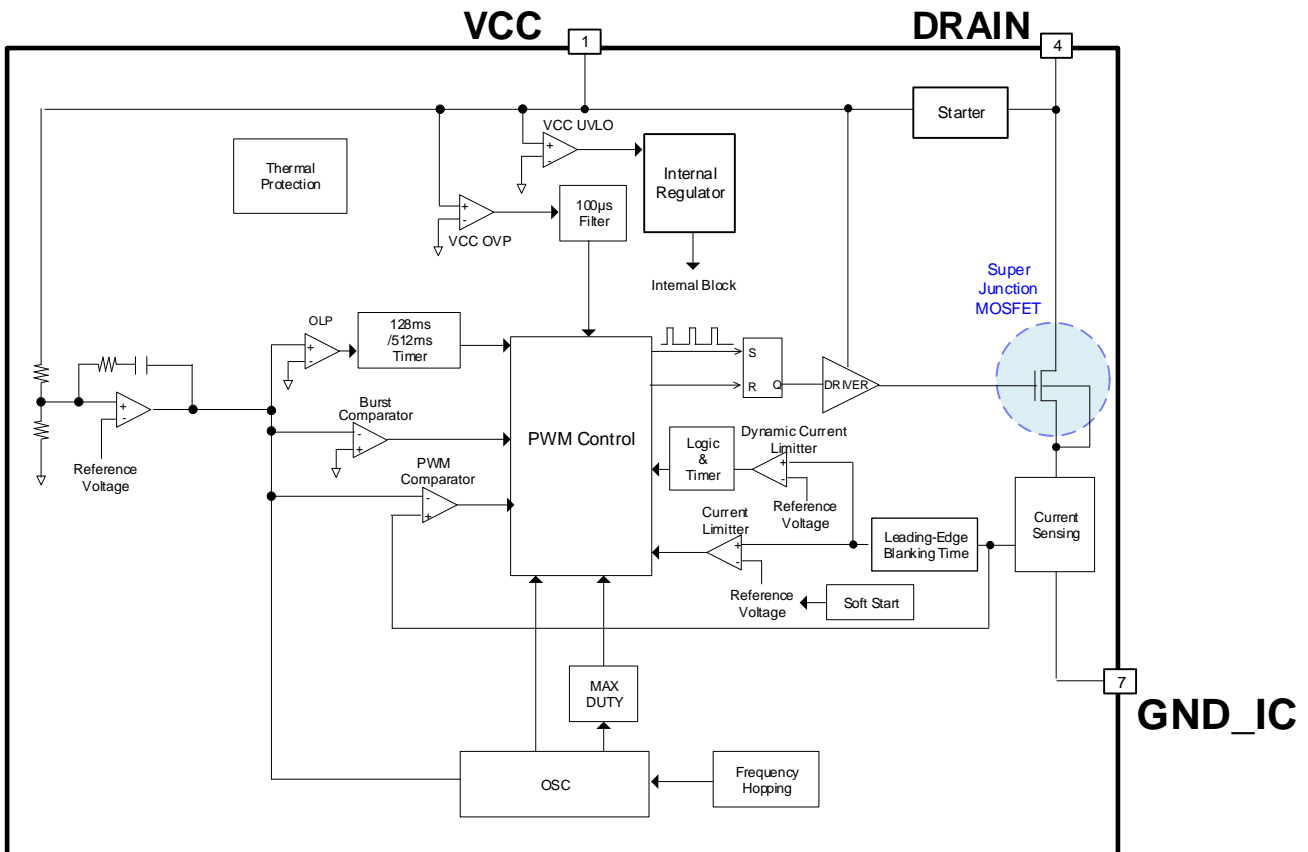 VCC
DRAIN
1
4
Starter
VCC UVLO
+
-
Thermal
Protection
Internal
Regulator
100µs
Filter
+
-
VCC OVP
Internal Block
Super
Junction
MOSFET
OLP
128ms
/512ms
Timer
+
-
S
R
Q
DRIVER
PWM Control
+
-
Reference
Voltage
Burst
Comparator
-
+
PWM
Comparator
-
+
Dynamic Current
Limitter
Logic
&
Timer
+
-
Reference
Voltage
Current
Limitter
+
-
Leading-Edge
Blanking Time
Current
Sensing
Reference
Voltage
Soft Start
7
GND_IC
MAX
DUTY
OSC
Frequency
Hopping